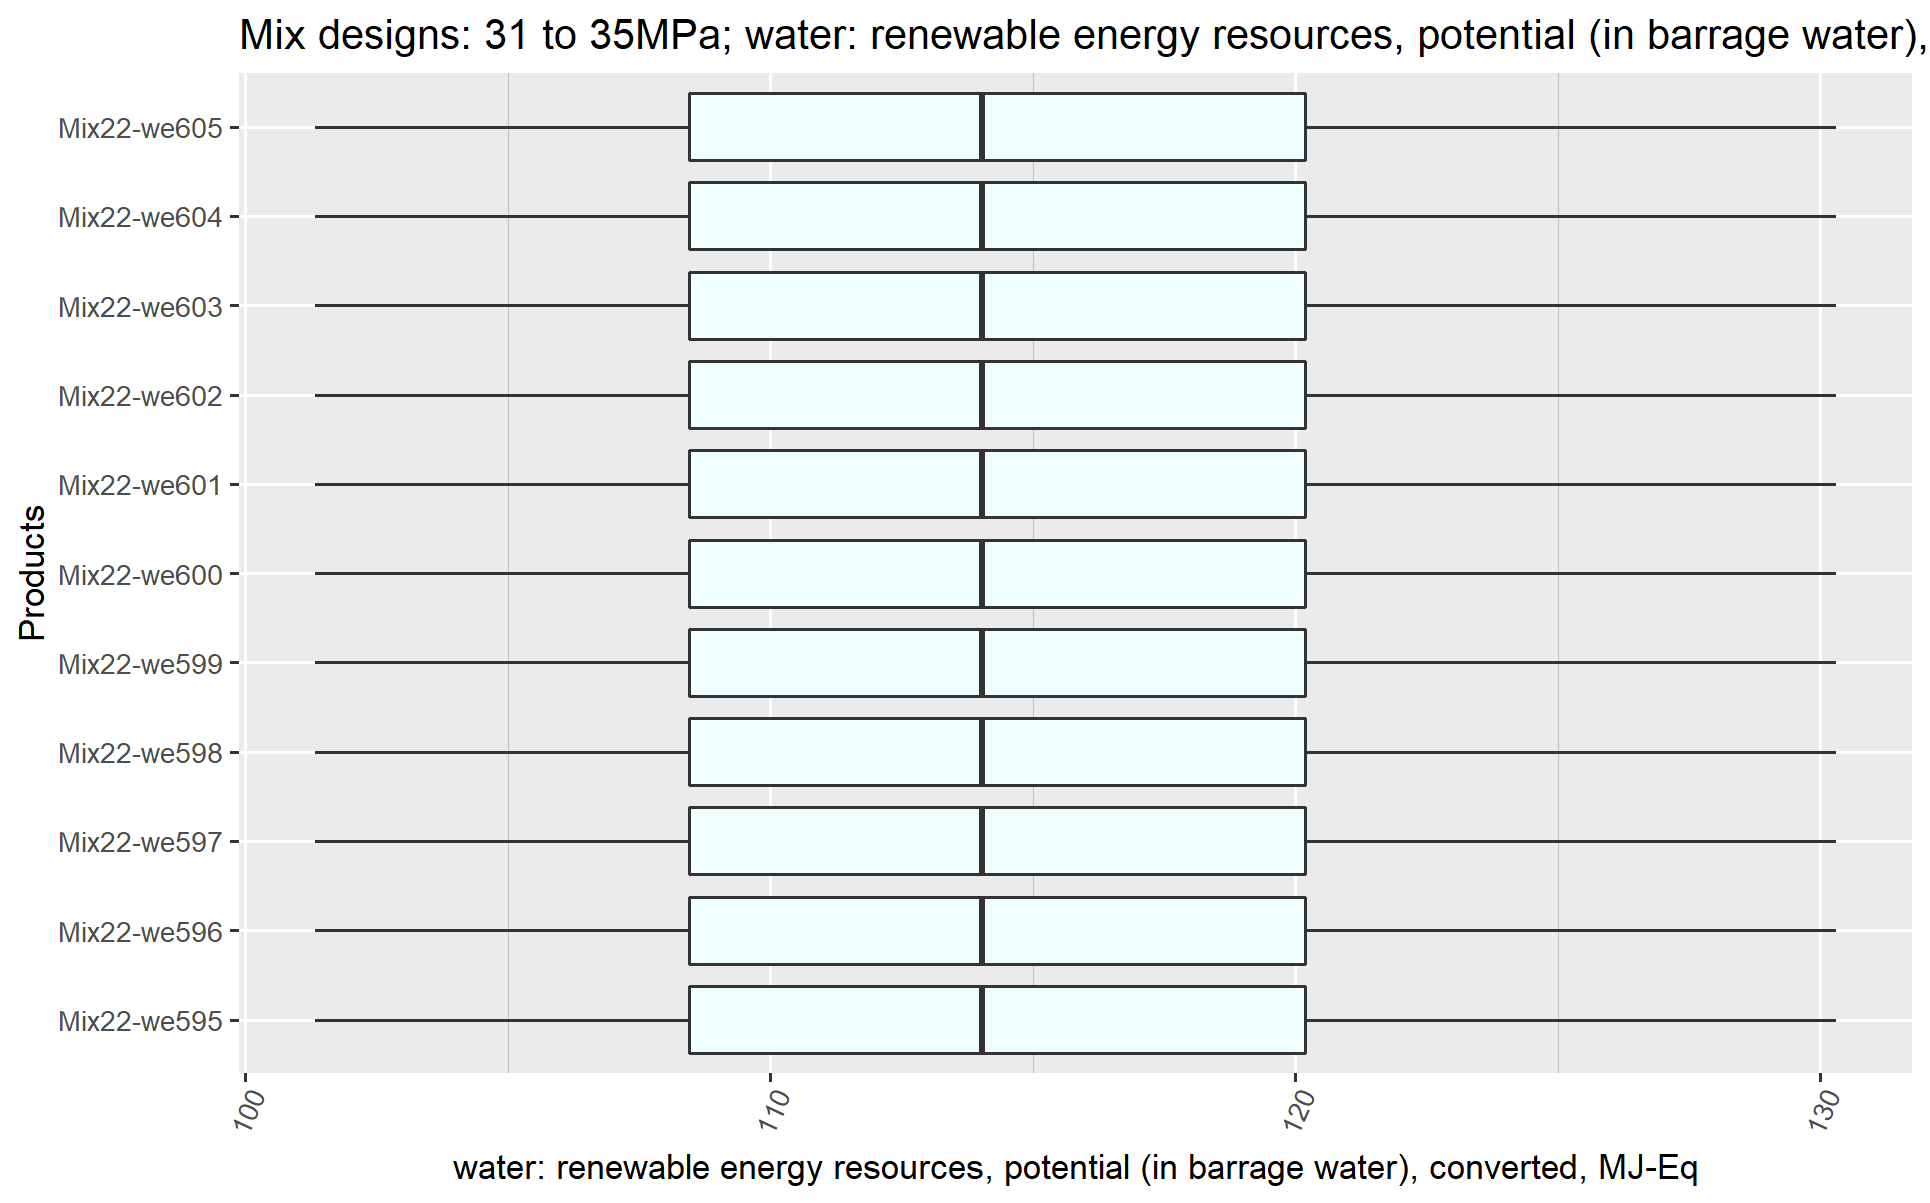 Mix designs: 31 to 35MPa; water: renewable energy resources, potential (in barrage water),
Products
Mix22-we605
Mix22-we604
Mix22-we603
Mix22-we602
Mix22-we601
Mix22-we600
Mix22-we599
Mix22-we598
Mix22-we597
Mix22-we596
Mix22-we595
100 110 120 130
water: renewable energy resources, potential (in barrage water), converted, MJ-Eq